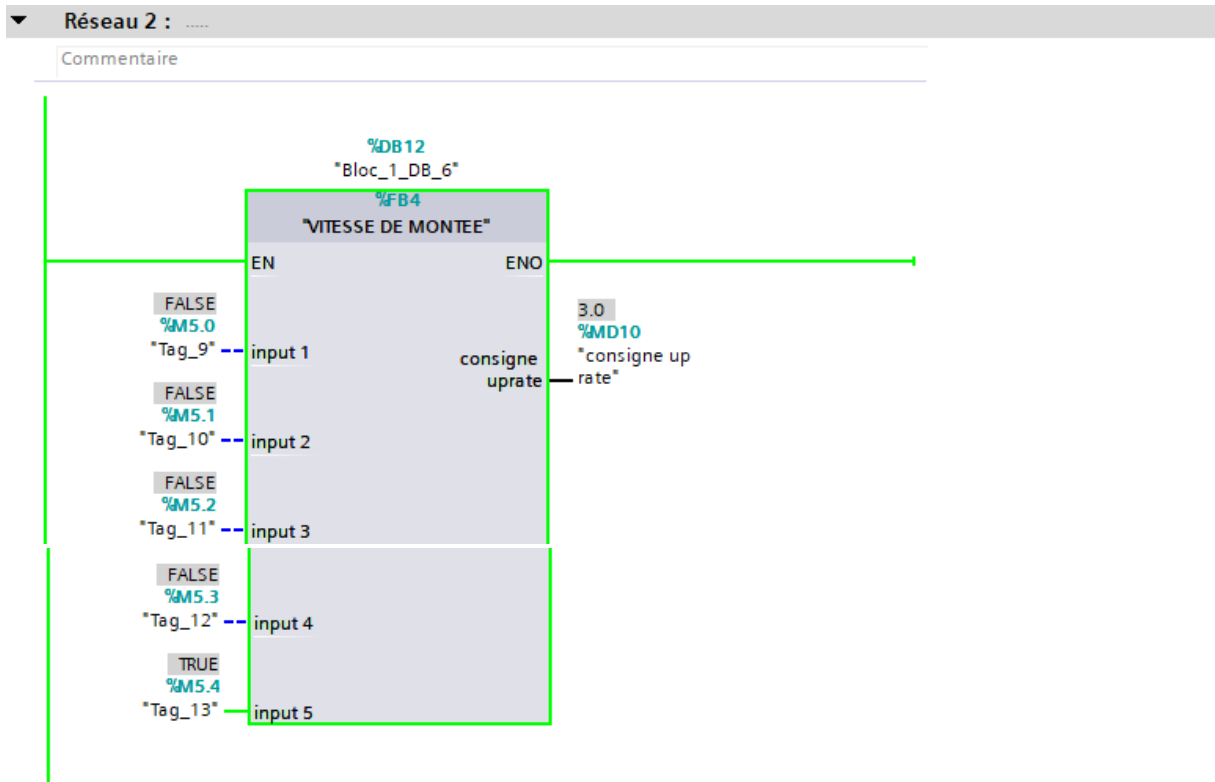 Réseau 2 : .....
Commentaire
%DB12
"Bloc_1_DB_6"
%FB4
"VITESSE DE MONTEE"
EN ENO
FALSE
%M5.0
"Tag_9" input 1
3.0
%MD10
"consigne up
rate"
consigne
uprate
FALSE
%M5.1
"Tag_10" input 2
FALSE
%M5.2
"Tag_11" input 3
FALSE
%M5.3
"Tag_12" input 4
TRUE
%M5.4
"Tag_13" input 5